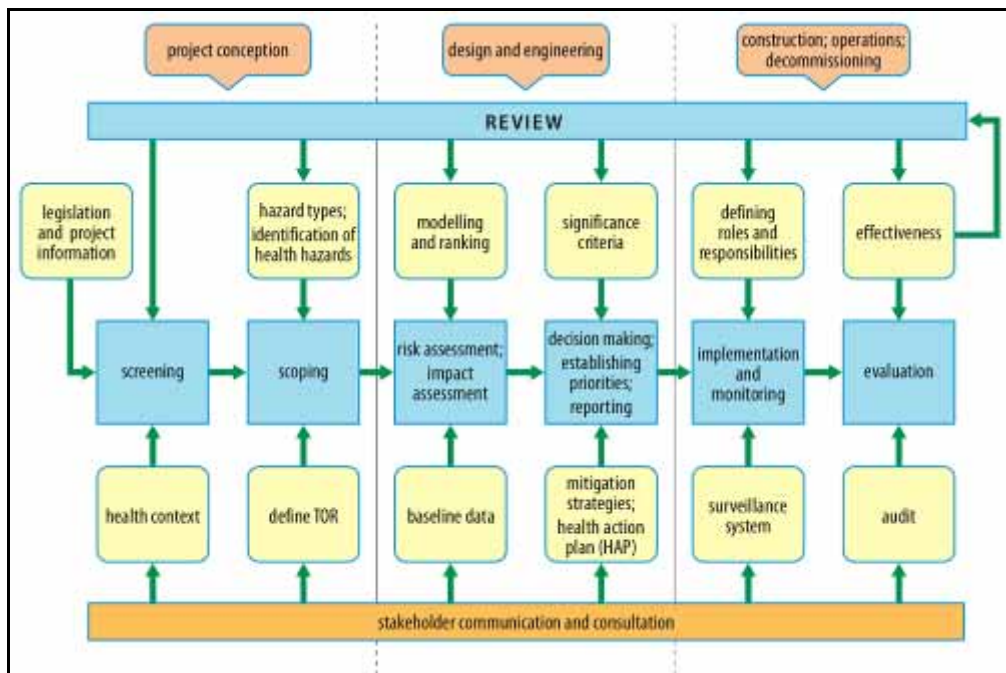 project conception
design and engineering
construction; operations;
decommissioning
REVIEW
legislation
and project
information
hazard types;
identification of
health hazards
modelling
and ranking
significance
criteria
defining
roles and
responsibilities
effectiveness
screening
scoping
risk assessment;
impact
assessment
decision making;
establishing
priorities;
reporting
implementation
and
monitoring
evaluation
health context
define TOR
baseline data
mitigation
strategies;
health action
plan (HAP)
surveillance
system
audit
stakeholder communication and consultation